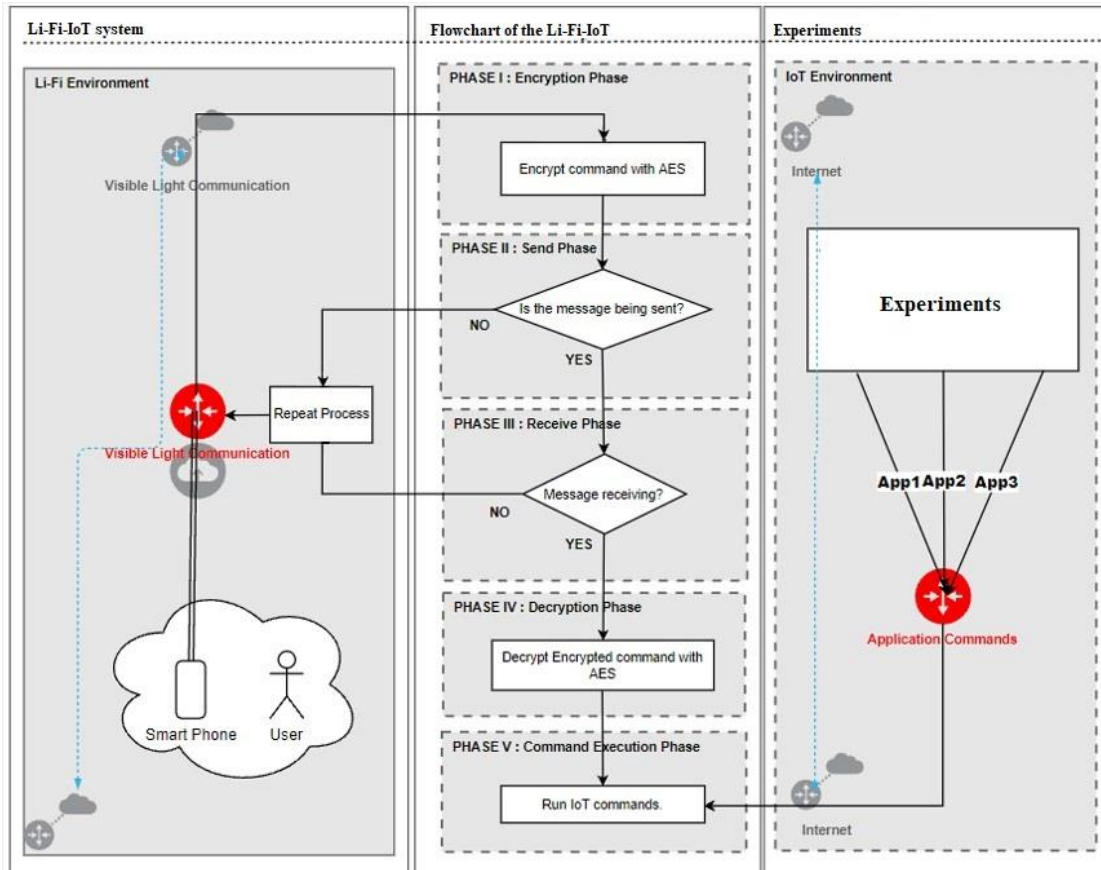 Li-Fi-IoT system
Li-Fi Environment
Visible Light Communication
Visible Light Communication
Smart Phone
User
Flowchart of the Li-Fi-IoT
PHASE I : Encryption Phase
Encrypt command with AES
PHASE II : Send Phase
Is the message being sent?
NO
YES
Repeat Process
PHASE III : Receive Phase
Message receiving?
NO
YES
PHASE IV : Decryption Phase
Decrypt Encrypted command with
AES
PHASE V : Command Execution Phase
Run IoT commands.
Experiments
IoT Environment
Internet
Experiments
App1
App2
App3
Application Commands
Internet